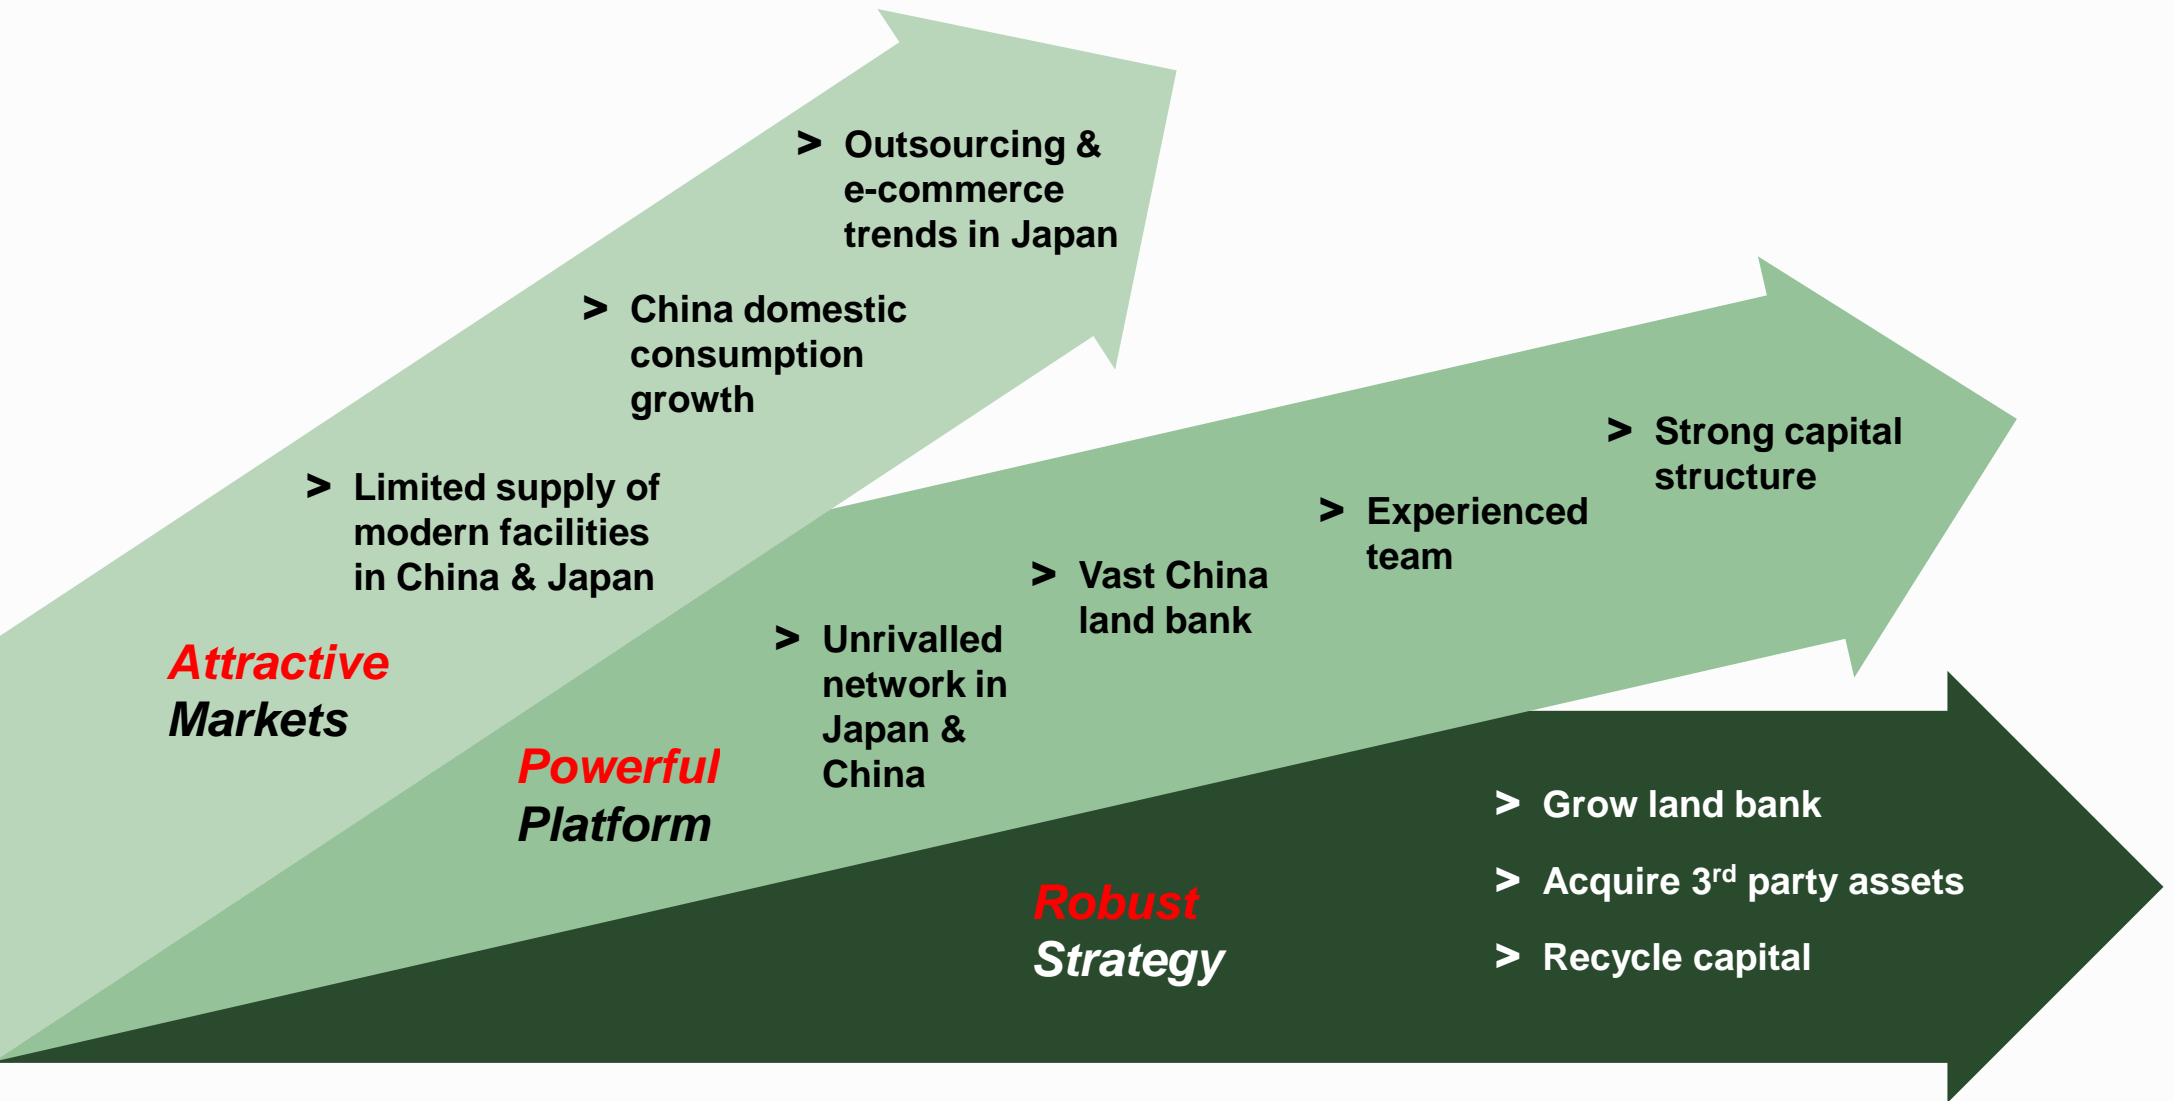 > Outsourcing &
e-commerce
trends in Japan
> China domestic
consumption
growth
> Limited supply of
modern facilities
in China & Japan
Attractive
Markets
> Strong capital
structure
> Experienced
team
> Vast China
land bank
> Unrivalled
network in
Japan &
China
Powerful
Platform
> Grow land bank
> Acquire 3rd party assets
> Recycle capital
Robust
Strategy